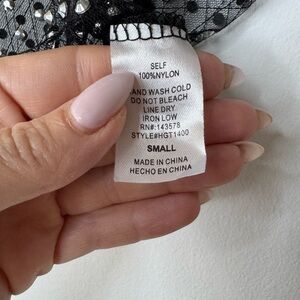 SELF
100%NYLON
HAND WASH COLD
DO NOT BLEACH
LINE DRY
IRON LOW
RN#:143578
STYLE#HGT1400
SMALL
MADE IN CHINA
HECHO EN CHINA